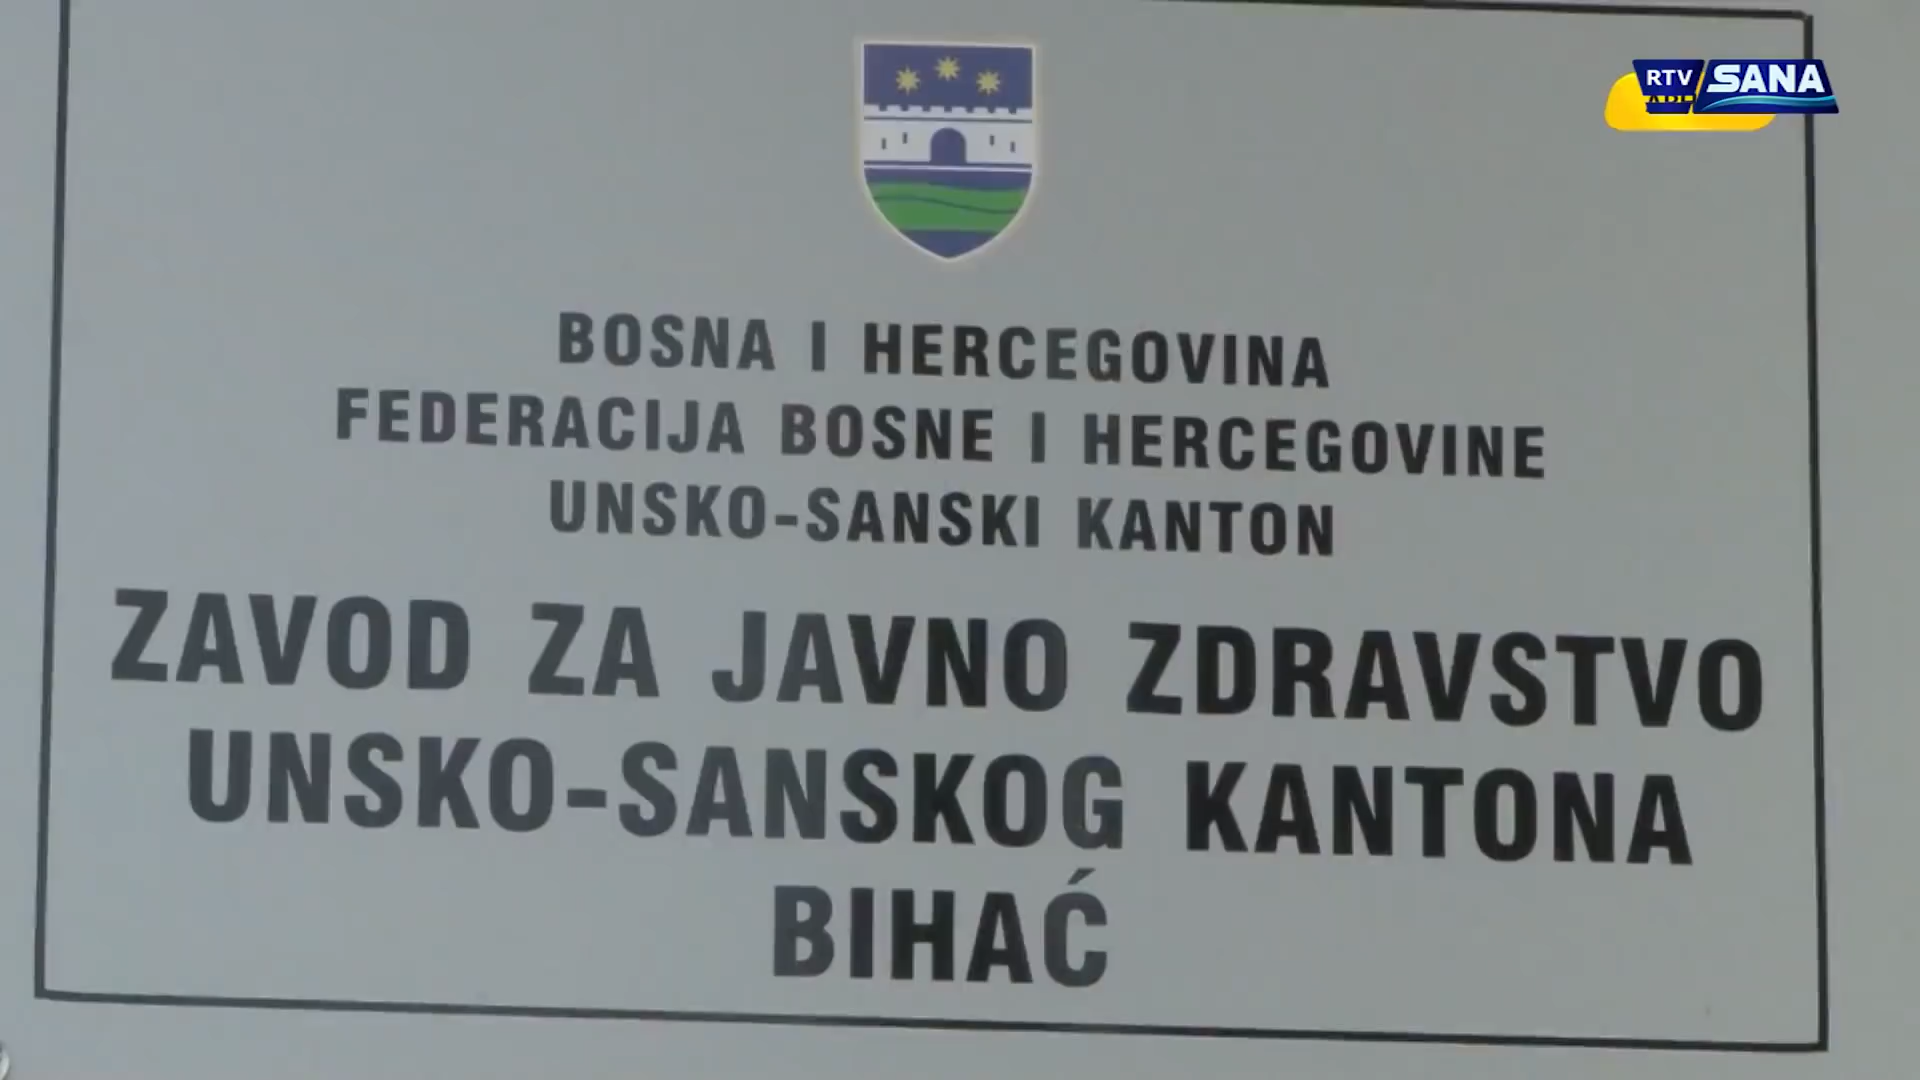 RTV SANA
BOSNA I HERCEGOVINA
FEDERACIJA BOSNE I HERCEGOVINE
UNSKO-SANSKI KANTON
ZAVOD ZA JAVNO ZDRAVSTVO
UNSKO-SANSKOG KANTONA
BIHAĆ